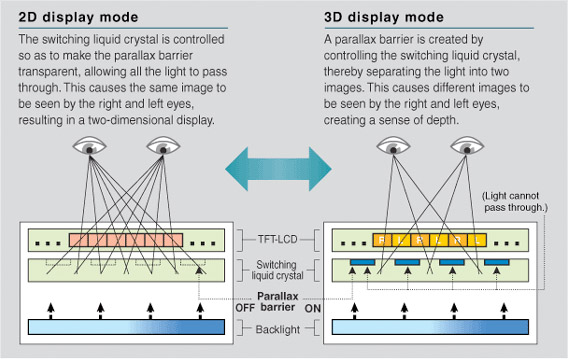 2D display mode
The switching liquid crystal is controlled
so as to make the parallax barrier
transparent, allowing all the light to pass
through. This causes the same image to
be seen by the right and left eyes,
resulting in a two-dimensional display.
3D display mode
A parallax barrier is created by
controlling the switching liquid crystal,
thereby separating the light into two
images. This causes different images to
be seen by the right and left eyes,
creating a sense of depth.
(Light cannot
pass through.)
TFT-LCD
R L R L R L
Switching
liquid crystal
Parallax
OFF barrier ON
Backlight